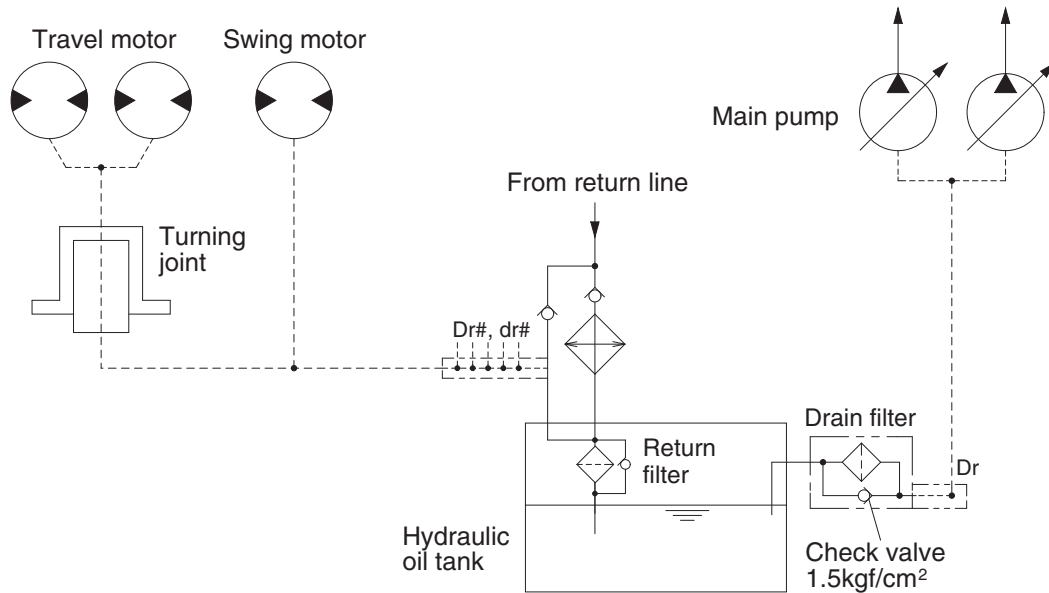 Travel motor
Swing motor
Main pump
From return line
Turning
joint
Dr#, dr#
Drain filter
Return
filter
Dr
Hydraulic
oil tank
Check valve
1.5kgf/cm²